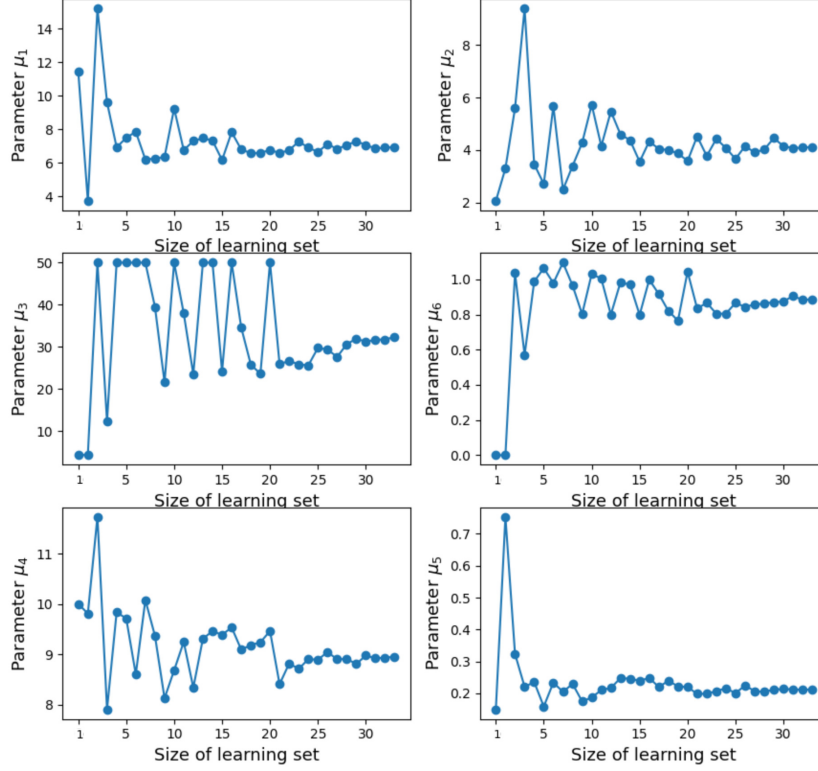 Parameter μ1
14
12
10
8
6
4
1 5 10 15 20 25 30
Size of learning set
Parameter μ2
8
6
4
2
1 5 10 15 20 25 30
Size of learning set
Parameter μ3
50
40
30
20
10
1 5 10 15 20 25 30
Size of learning set
Parameter μ6
1.0
0.8
0.6
0.4
0.2
0.0
1 5 10 15 20 25 30
Size of learning set
Parameter μ4
11
10
9
8
1 5 10 15 20 25 30
Size of learning set
Parameter μ5
0.7
0.6
0.5
0.4
0.3
0.2
1 5 10 15 20 25 30
Size of learning set